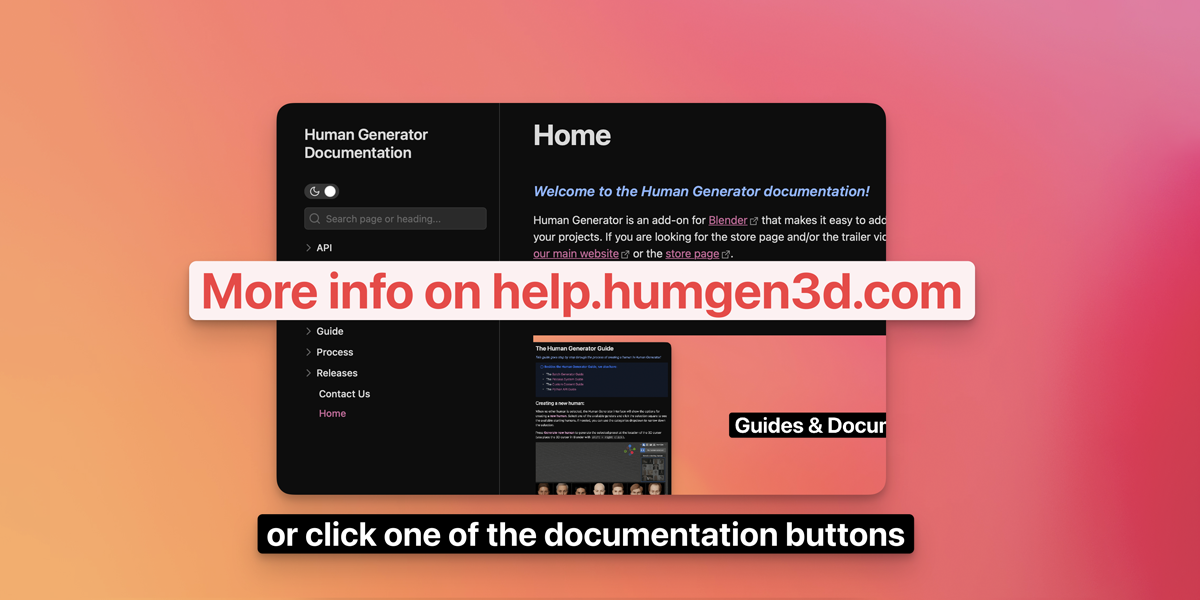 Human Generator
Documentation
Search page or heading...
API
Guide
Process
Releases
Contact Us
Home
Home
Welcome to the Human Generator documentation!
Human Generator is an add-on for Blender that makes it easy to add
your projects. If you are looking for the store page and/or the trailer
our main website or the store page.
More info on help.humgen3d.com
The Human Generator Guide
Creating a new human:
Guides & Docum
or click one of the documentation buttons